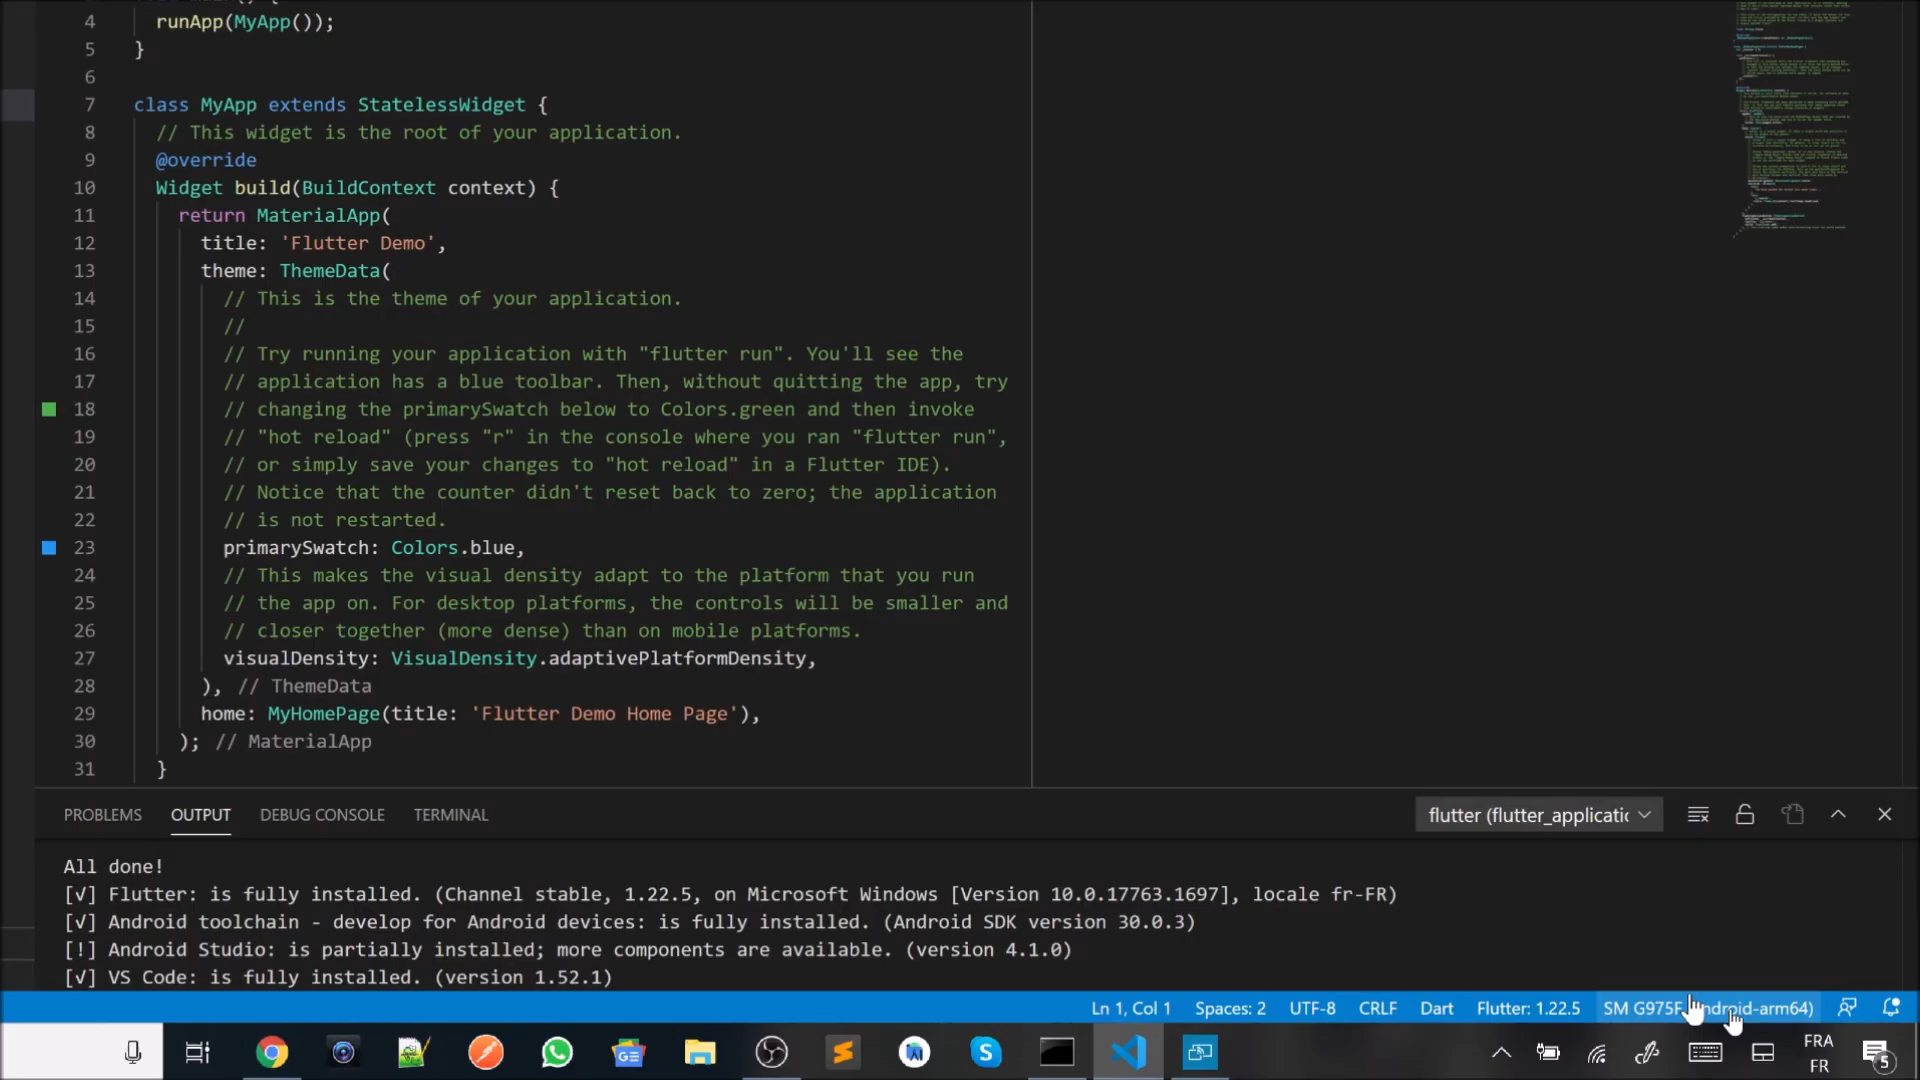 4 runApp(MyApp());
5 }
6
7 class MyApp extends StatelessWidget {
8 // This widget is the root of your application.
9 @override
10 Widget build(BuildContext context) {
11 return MaterialApp(
12 title: 'Flutter Demo',
13 theme: ThemeData(
14 // This is the theme of your application.
15 //
16 // Try running your application with "flutter run". You'll see the
17 // application has a blue toolbar. Then, without quitting the app, try
18 // changing the primarySwatch below to Colors.green and then invoke
19 // "hot reload" (press "r" in the console where you ran "flutter run",
20 // or simply save your changes to "hot reload" in a Flutter IDE).
21 // Notice that the counter didn't reset back to zero; the application
22 // is not restarted.
23 primarySwatch: Colors.blue,
24 // This makes the visual density adapt to the platform that you run
25 // the app on. For desktop platforms, the controls will be smaller and
26 // closer together (more dense) than on mobile platforms.
27 visualDensity: VisualDensity.adaptivePlatformDensity,
28 ), // ThemeData
29 home: MyHomePage(title: 'Flutter Demo Home Page'),
30 ); // MaterialApp
31 }
PROBLEMS OUTPUT DEBUG CONSOLE TERMINAL flutter (flutter_applicatic
All done!
[√] Flutter: is fully installed. (Channel stable, 1.22.5, on Microsoft Windows [Version 10.0.17763.1697], locale fr-FR)
[√] Android toolchain - develop for Android devices: is fully installed. (Android SDK version 30.0.3)
[!] Android Studio: is partially installed; more components are available. (version 4.1.0)
[√] VS Code: is fully installed. (version 1.52.1)
Ln 1, Col 1 Spaces: 2 UTF-8 CRLF Dart Flutter: 1.22.5 SM G975F ndroid-arm64)
FRA
FR
5